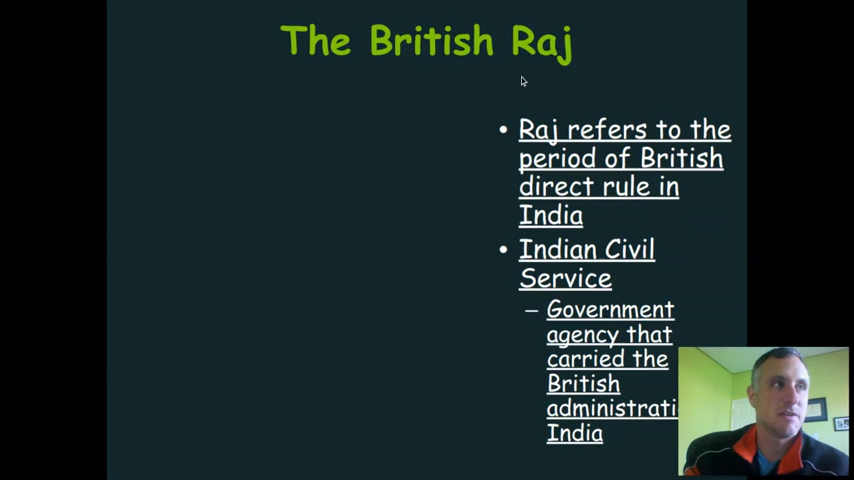 The British Raj
• Raj refers to the
period of British
direct rule in
India
• Indian Civil
Service
– Government
agency that
carried the
British
India